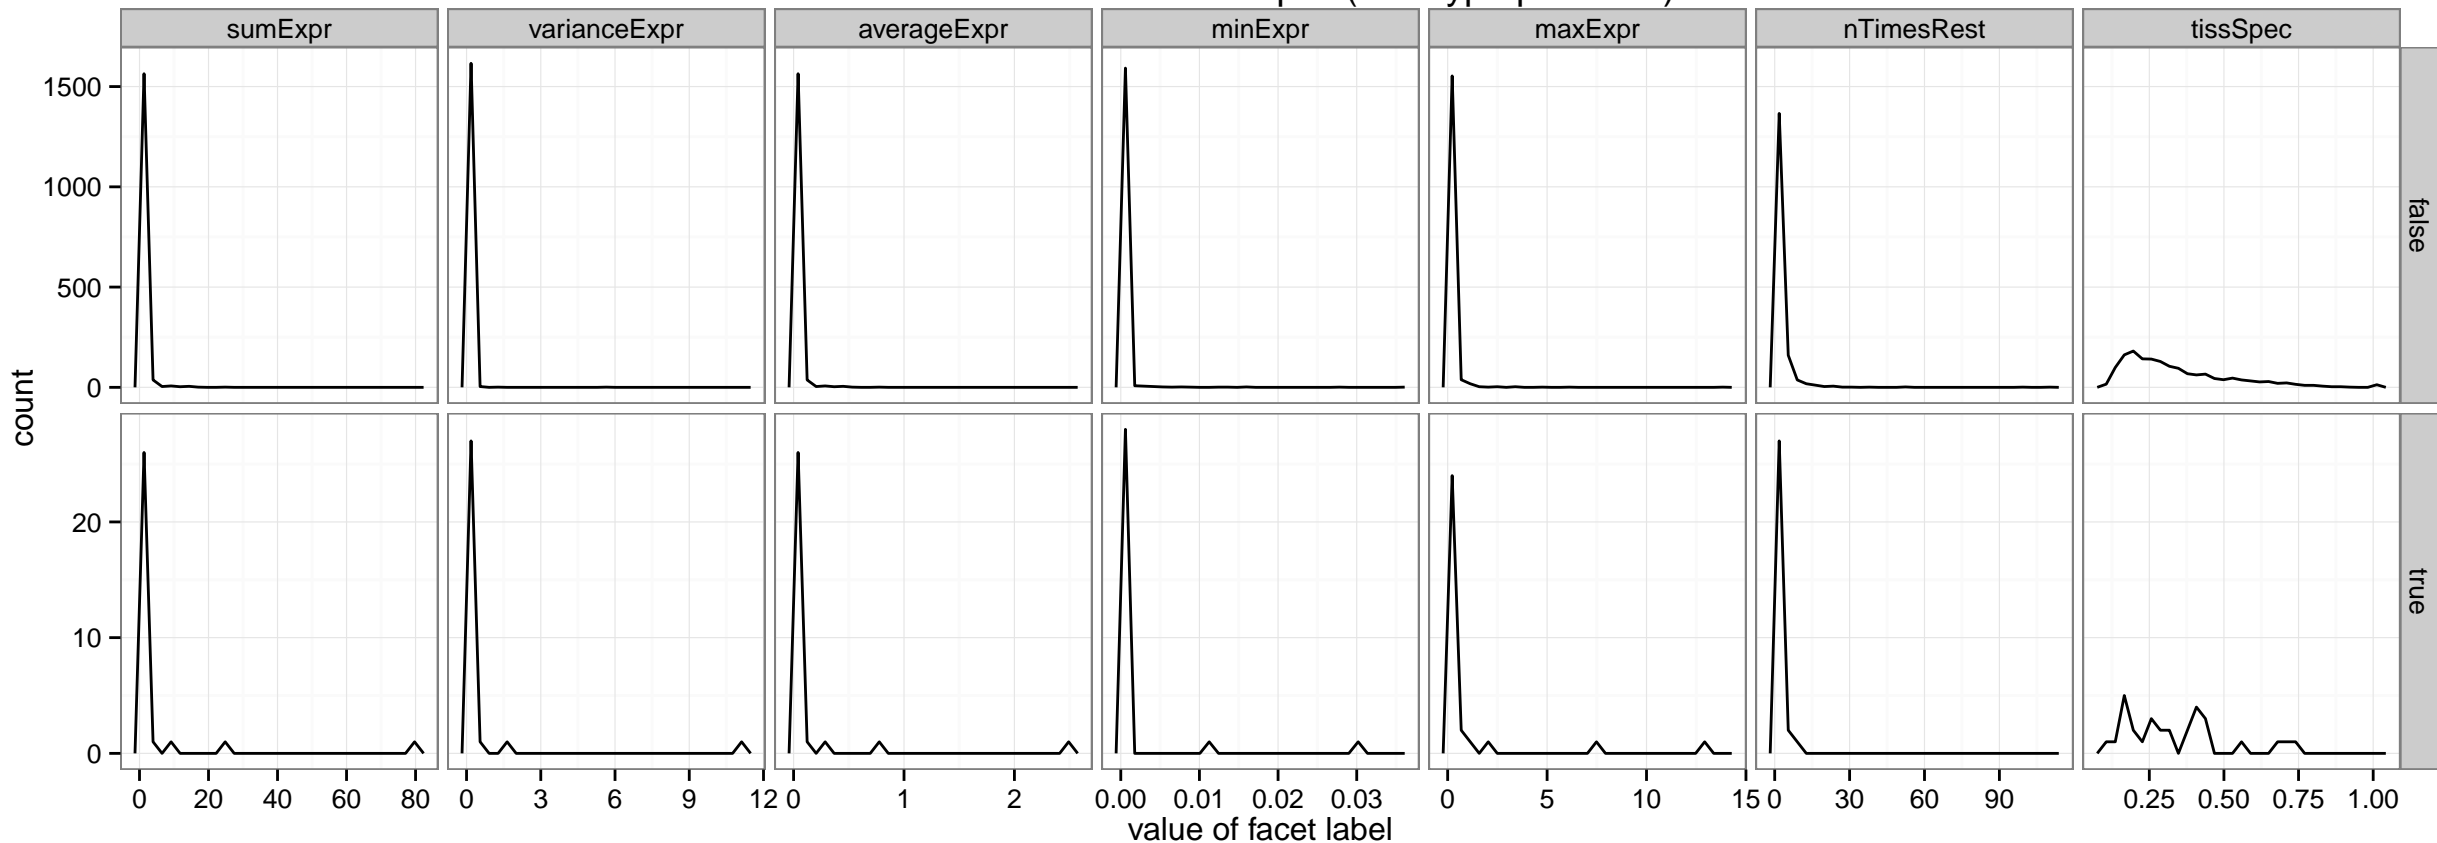 sumExpr varianceExpr averageExpr minExpr maxExpr nTimesRest tissSpec
1500
1000
500
0
false
count
20
10
0
true
0 20 40 60 80 0 3 6 9 12 0 1 2 0.00 0.01 0.02 0.03 0 5 10 15 0 30 60 90 0.25 0.50 0.75 1.00
value of facet label